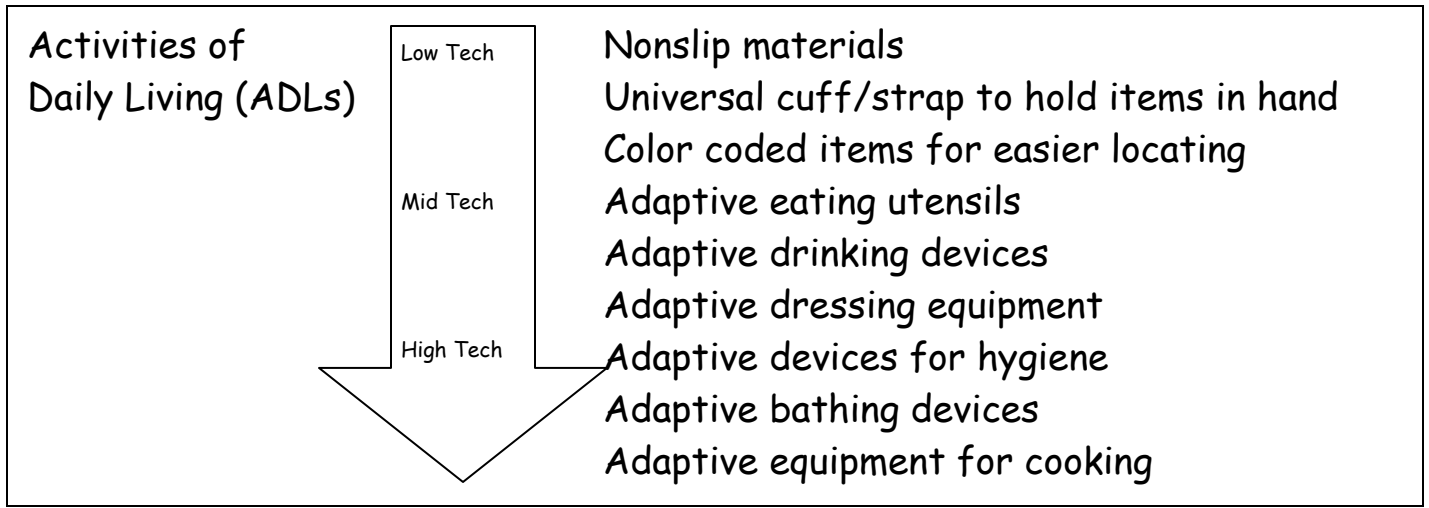 Activities of
Daily Living (ADLs)
Low Tech
Mid Tech
High Tech
Nonslip materials
Universal cuff/strap to hold items in hand
Color coded items for easier locating
Adaptive eating utensils
Adaptive drinking devices
Adaptive dressing equipment
Adaptive devices for hygiene
Adaptive bathing devices
Adaptive equipment for cooking